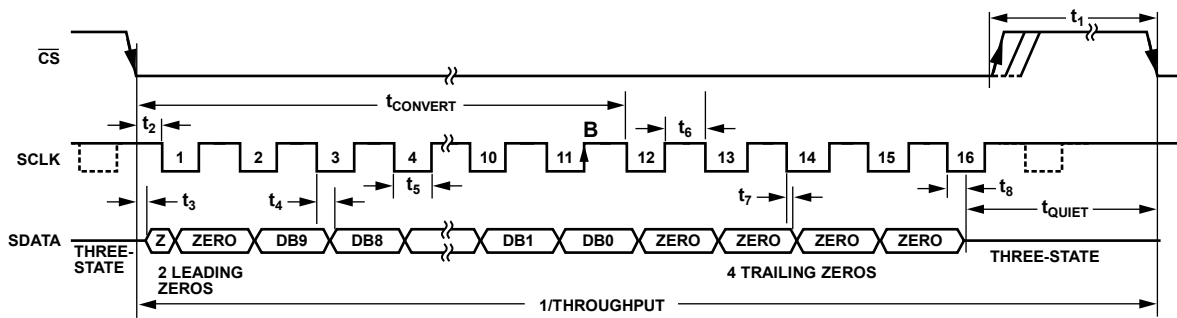 t1
CS
tCONVERT
t2
B
t6
SCLK
1
2
3
4
10
11
12
13
14
15
16
t3
t4
t5
t7
t8
tQUIET
SDATA
Z
ZERO
DB9
DB8
DB1
DB0
ZERO
ZERO
ZERO
ZERO
THREE-
STATE
2 LEADING
ZEROS
4 TRAILING ZEROS
THREE-STATE
1/THROUGHPUT